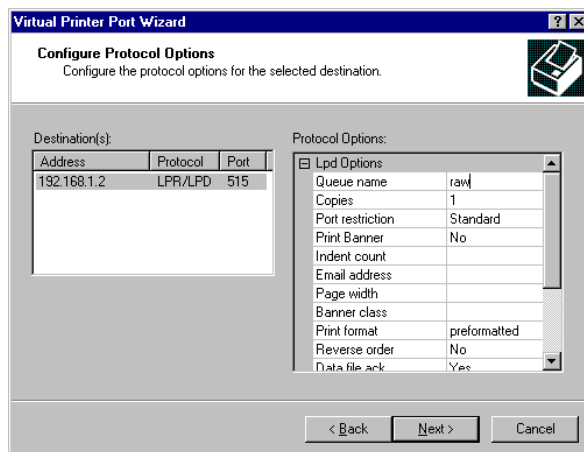 Virtual Printer Port Wizard
Configure Protocol Options
Configure the protocol options for the selected destination.
Destination(s):
Address Protocol Port
192.168.1.2 LPR/LPD 515
Protocol Options:
Lpd Options
Queue name raw
Copies 1
Port restriction Standard
Print Banner No
Indent count
Email address
Page width
Banner class
Print format preformatted
Reverse order No
Data file ack Yes
< Back Next > Cancel